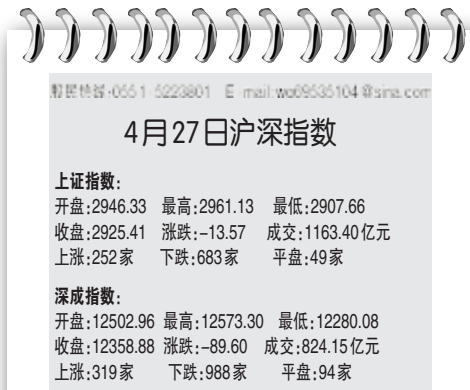 股民热线·0551-5223801 E-mail:wo69535104@sina.com
4月27日沪深指数
上证指数:
开盘:2946.33 最高:2961.13 最低:2907.66
收盘:2925.41 涨跌:-13.57 成交:1163.40亿元
上涨:252家 下跌:683家 平盘:49家
深成指数:
开盘:12502.96 最高:12573.30 最低:12280.08
收盘:12358.88 涨跌:-89.60 成交:824.15亿元
上涨:319家 下跌:988家 平盘:94家